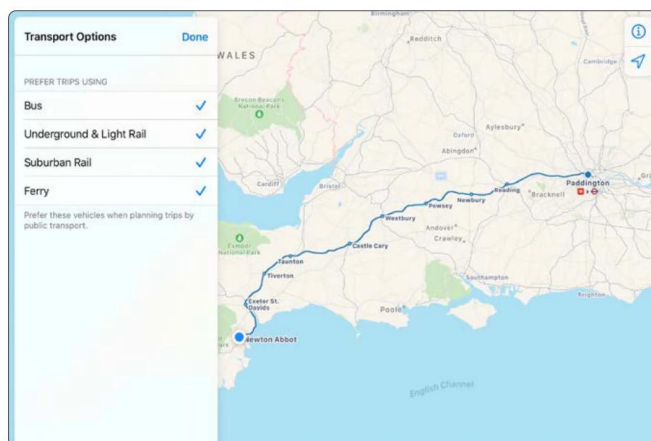 Transport Options
Done
PREFER TRIPS USING
Bus
Underground & Light Rail
Suburban Rail
Ferry
Prefer these vehicles when planning trips by
public transport.
Birmingham
Redditch
WALES
Cambridge
Brecon Beacons
National Park
Aylesbury
Oxford
Abingdon
Cardiff
Bristol
Paddington
Reading
Bracknell
Newbury
Pewsey
Westbury
Andover
Crawley
Castle Cary
Exmoor
National Park
Taunton
Tiverton
Southampton
Brighton
Exeter St.
Davids
Poole
Newton Abbot
English Channel